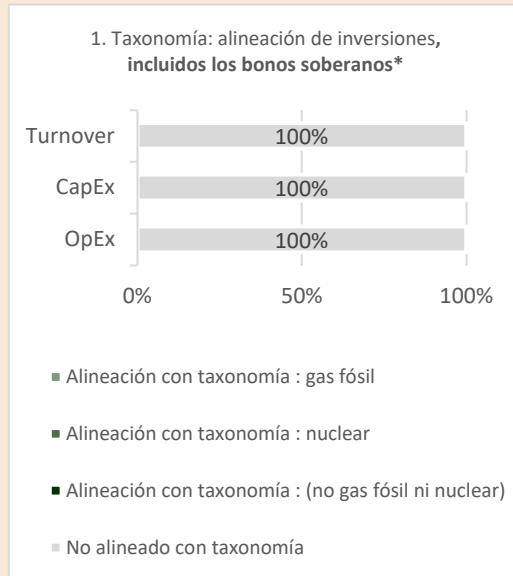 1. Taxonomía: alineación de inversiones,
incluidos los bonos soberanos*
Turnover
100%
CapEx
100%
OpEx
100%
0%
50%
100%
Alineación con taxonomía : gas fósil
Alineación con taxonomía : nuclear
Alineación con taxonomía : (no gas fósil ni nuclear)
No alineado con taxonomía